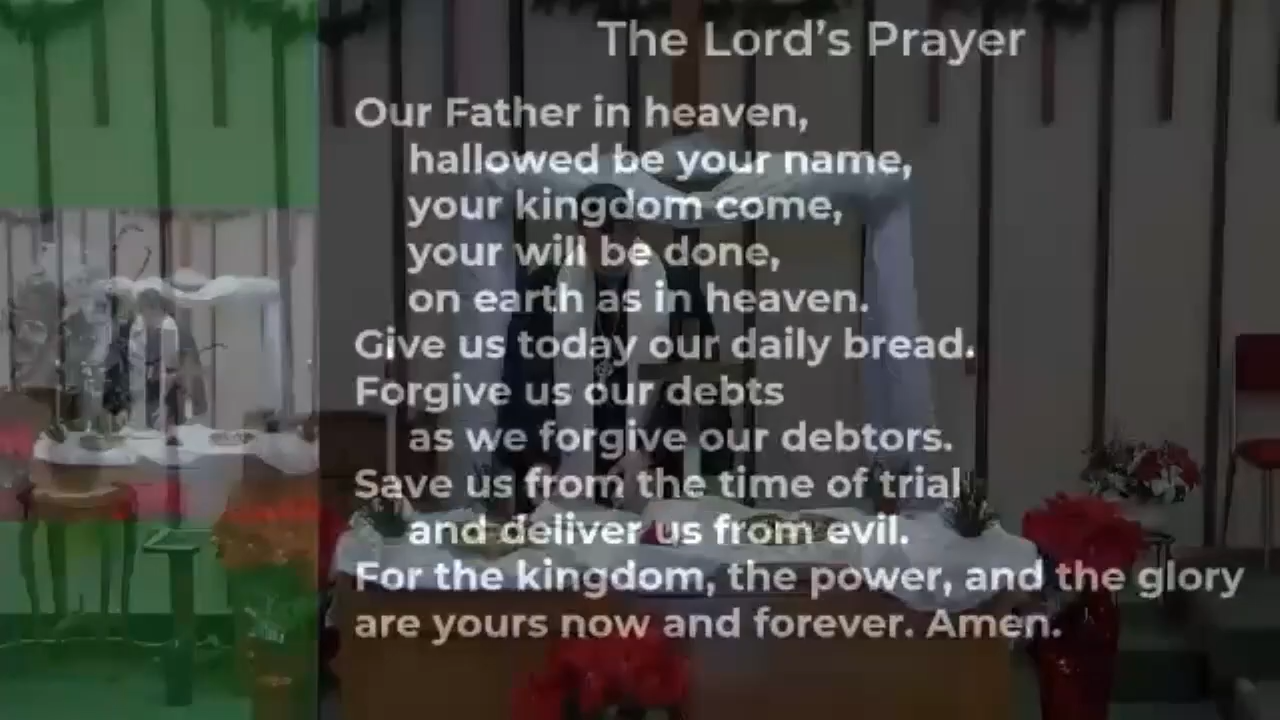 The Lord's Prayer
Our Father in heaven,
hallowed be your name,
your kingdom come,
your will be done,
on earth as in heaven.
Give us today our daily bread.
Forgive us our debts
as we forgive our debtors.
Save us from the time of trial
and deliver us from evil.
For the kingdom, the power, and the glory
are yours now and forever. Amen.